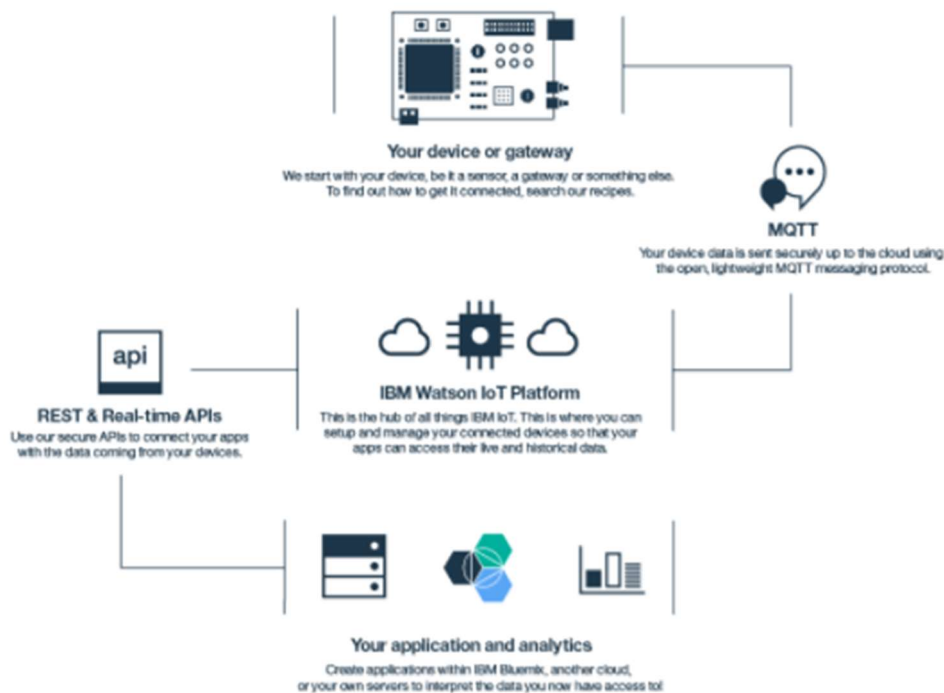 Your device or gateway
We start with your device, be it a sensor, a gateway or something else.
To find out how to get it connected, search our recipes.
MQTT
Your device data is sent securely up to the cloud using
the open, lightweight MQTT messaging protocol.
api
REST & Real-time APIs
Use our secure APIs to connect your apps
with the data coming from your devices.
IBM Watson IoT Platform
This is the hub of all things IBM IoT. This is where you can
setup and manage your connected devices so that your
apps can access their live and historical data.
Your application and analytics
Create applications within IBM Bluemix, another cloud,
or your own servers to interpret the data you now have access to!